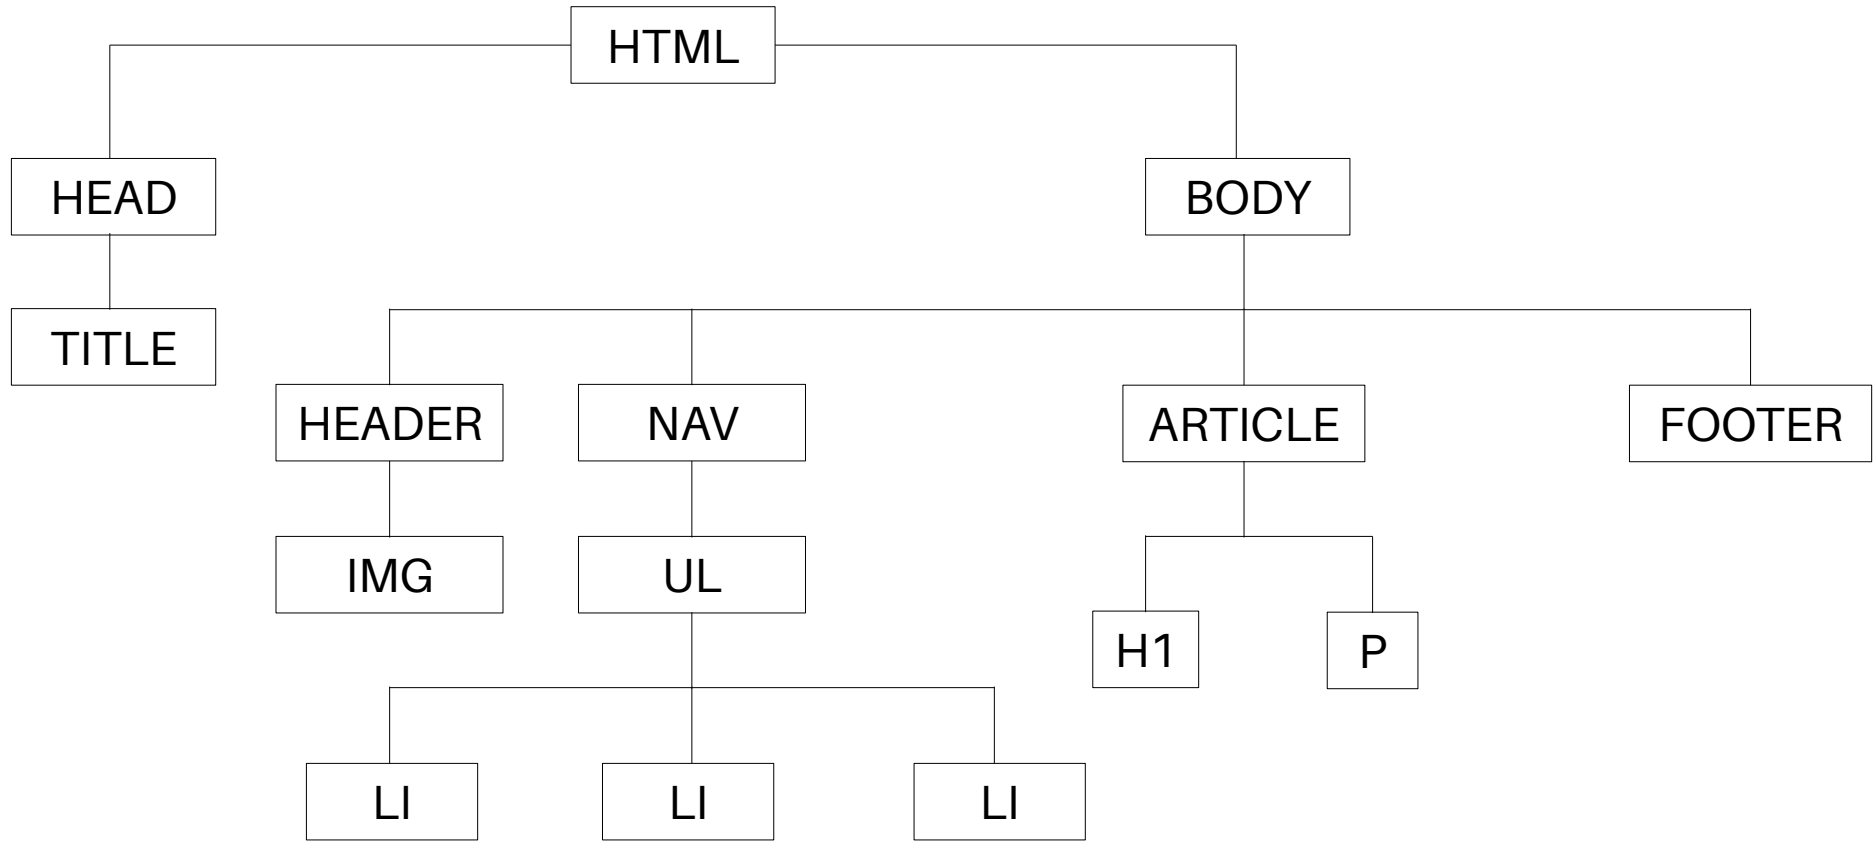 HTML
HEAD
BODY
TITLE
HEADER
NAV
ARTICLE
FOOTER
IMG
UL
H1
P
LI
LI
LI